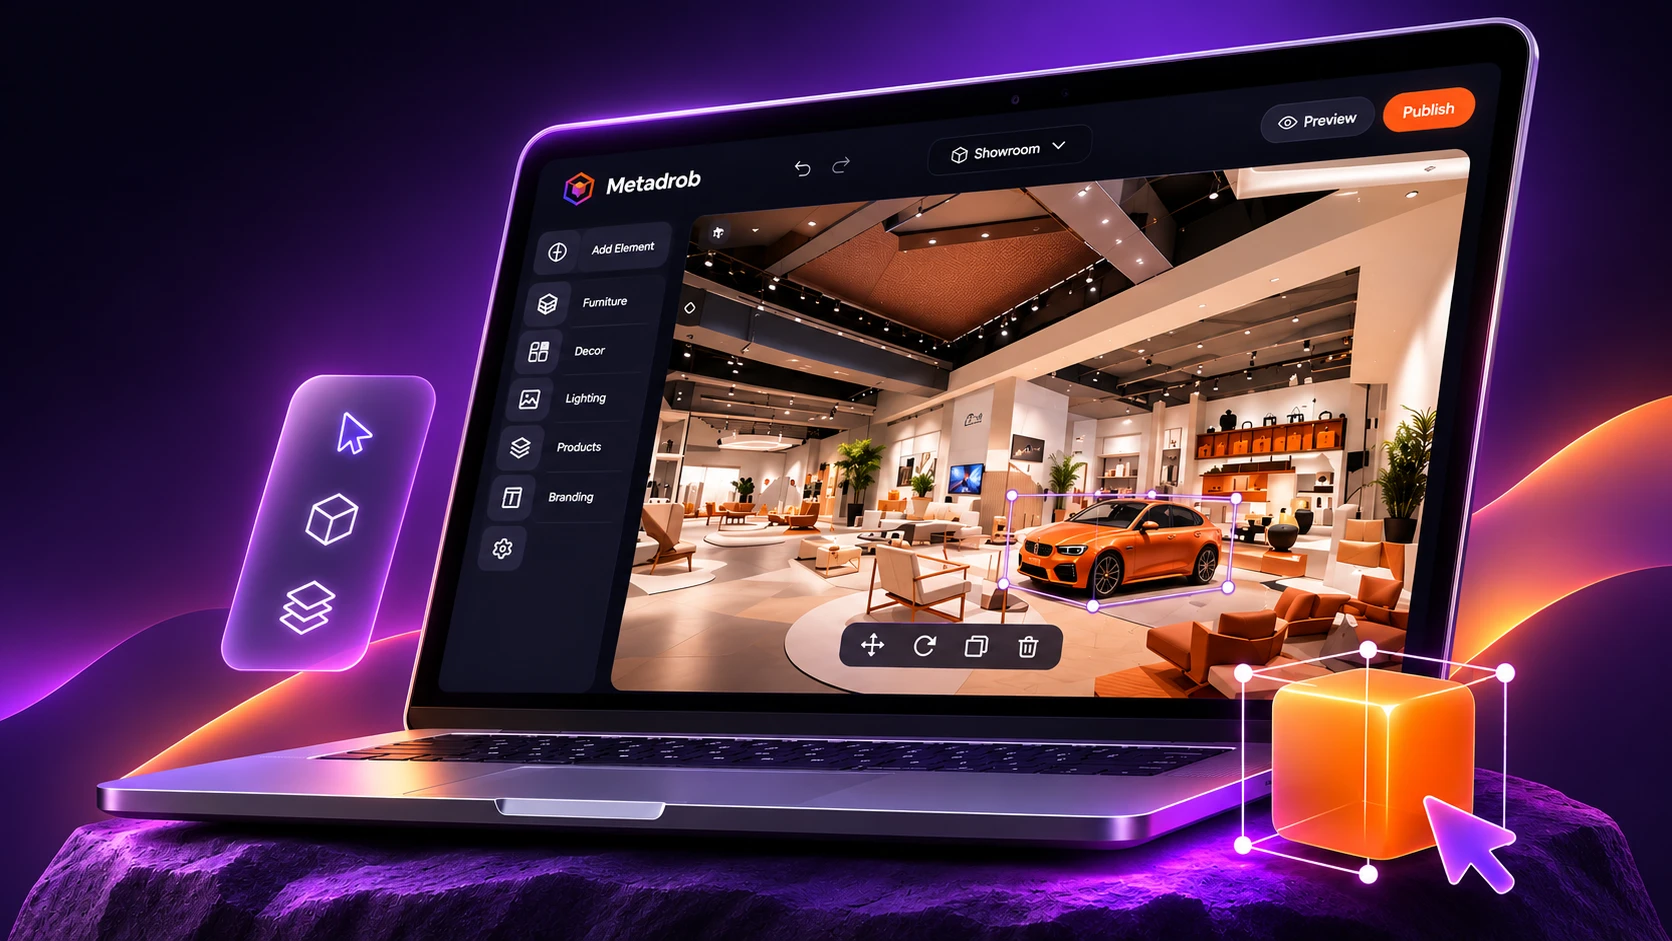 Metadrob
Showroom
Preview
Publish
Add Element
Furniture
Decor
Lighting
Products
Branding